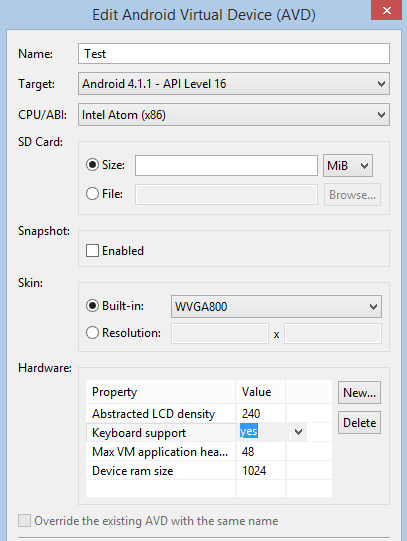 Edit Android Virtual Device (AVD)
Name: Test
Target: Android 4.1.1 - API Level 16
CPU/ABI: Intel Atom (x86)
SD Card:
Size: MiB
File: Browse...
Snapshot:
Enabled
Skin:
Built-in: WVGA800
Resolution: x
Hardware:
Property Value New...
Abstracted LCD density 240
Keyboard support yes Delete
Max VM application hea... 48
Device ram size 1024
Override the existing AVD with the same name